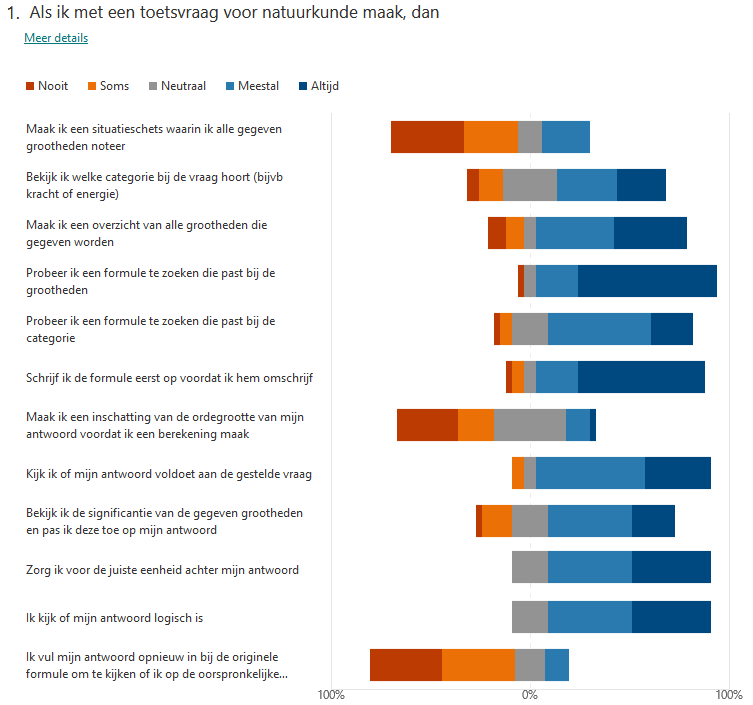 1. Als ik met een toetsvraag voor natuurkunde maak, dan
Meer details
Nooit Soms Neutraal Meestal Altijd
Maak ik een situatieschets waarin ik alle gegeven
grootheden noteer
Bekijk ik welke categorie bij de vraag hoort (bijvb
kracht of energie)
Maak ik een overzicht van alle grootheden die
gegeven worden
Probeer ik een formule te zoeken die past bij de
grootheden
Probeer ik een formule te zoeken die past bij de
categorie
Schrijf ik de formule eerst op voordat ik hem omschrijf
Maak ik een inschatting van de ordegrootte van mijn
antwoord voordat ik een berekening maak
Kijk ik of mijn antwoord voldoet aan de gestelde vraag
Bekijk ik de significantie van de gegeven grootheden
en pas ik deze toe op mijn antwoord
Zorg ik voor de juiste eenheid achter mijn antwoord
Ik kijk of mijn antwoord logisch is
Ik vul mijn antwoord opnieuw in bij de originele
formule om te kijken of ik op de oorspronkelijke...
100% 0% 100%